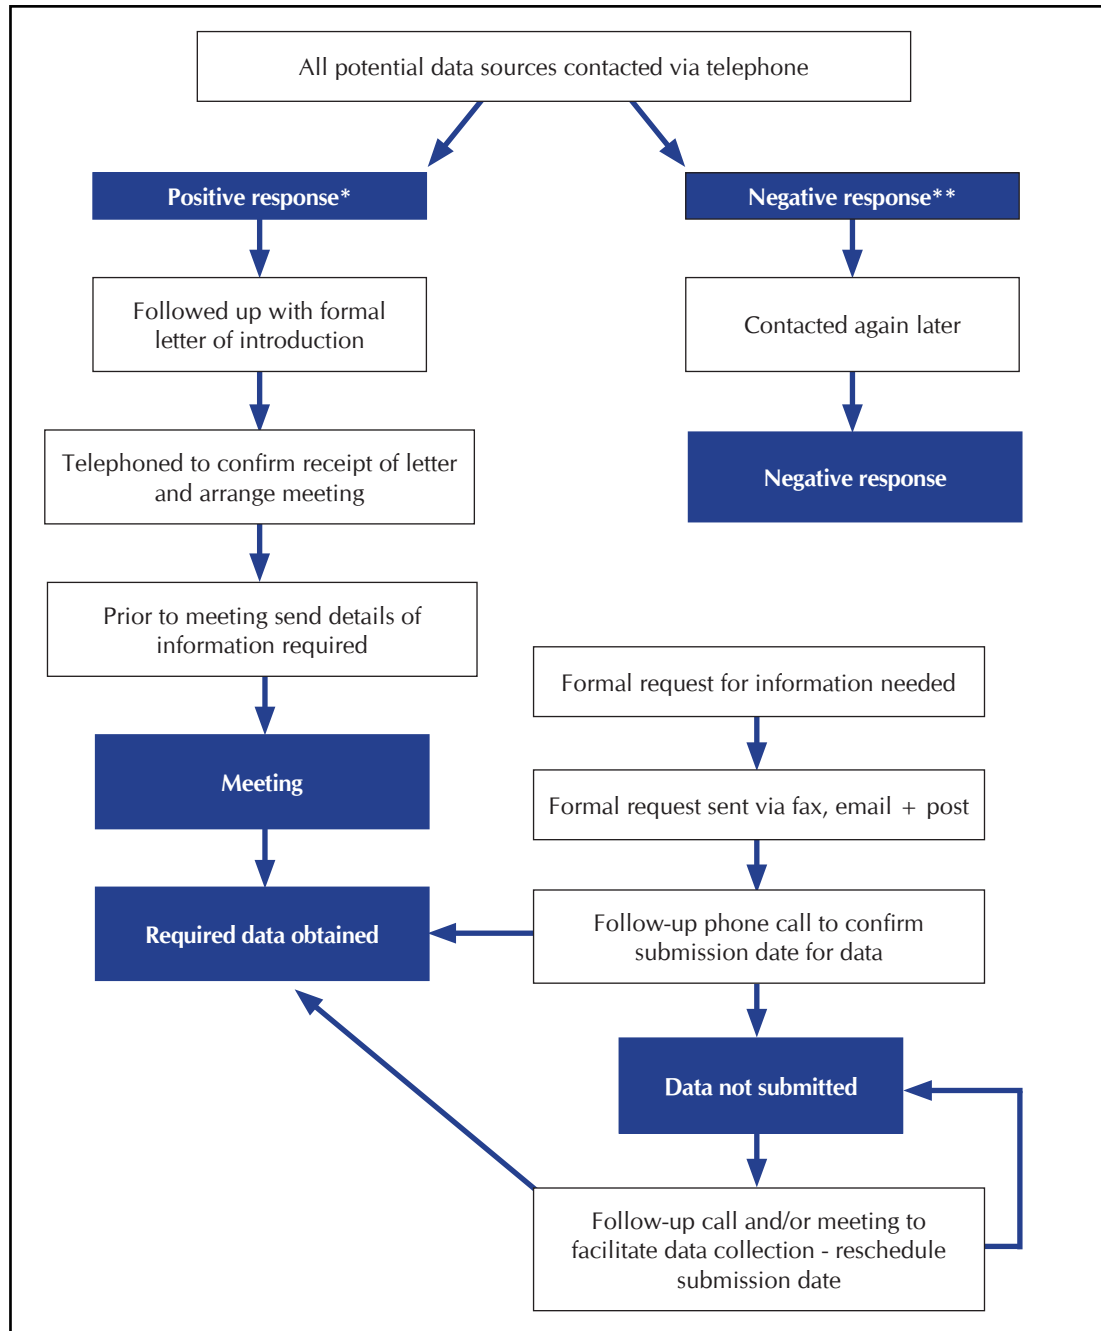 All potential data sources contacted via telephone
Positive response*
Negative response**
Followed up with formal
letter of introduction
Contacted again later
Telephoned to confirm receipt of letter
and arrange meeting
Negative response
Prior to meeting send details of
information required
Formal request for information needed
Meeting
Formal request sent via fax, email + post
Required data obtained
Follow-up phone call to confirm
submission date for data
Data not submitted
Follow-up call and/or meeting to
facilitate data collection - reschedule
submission date